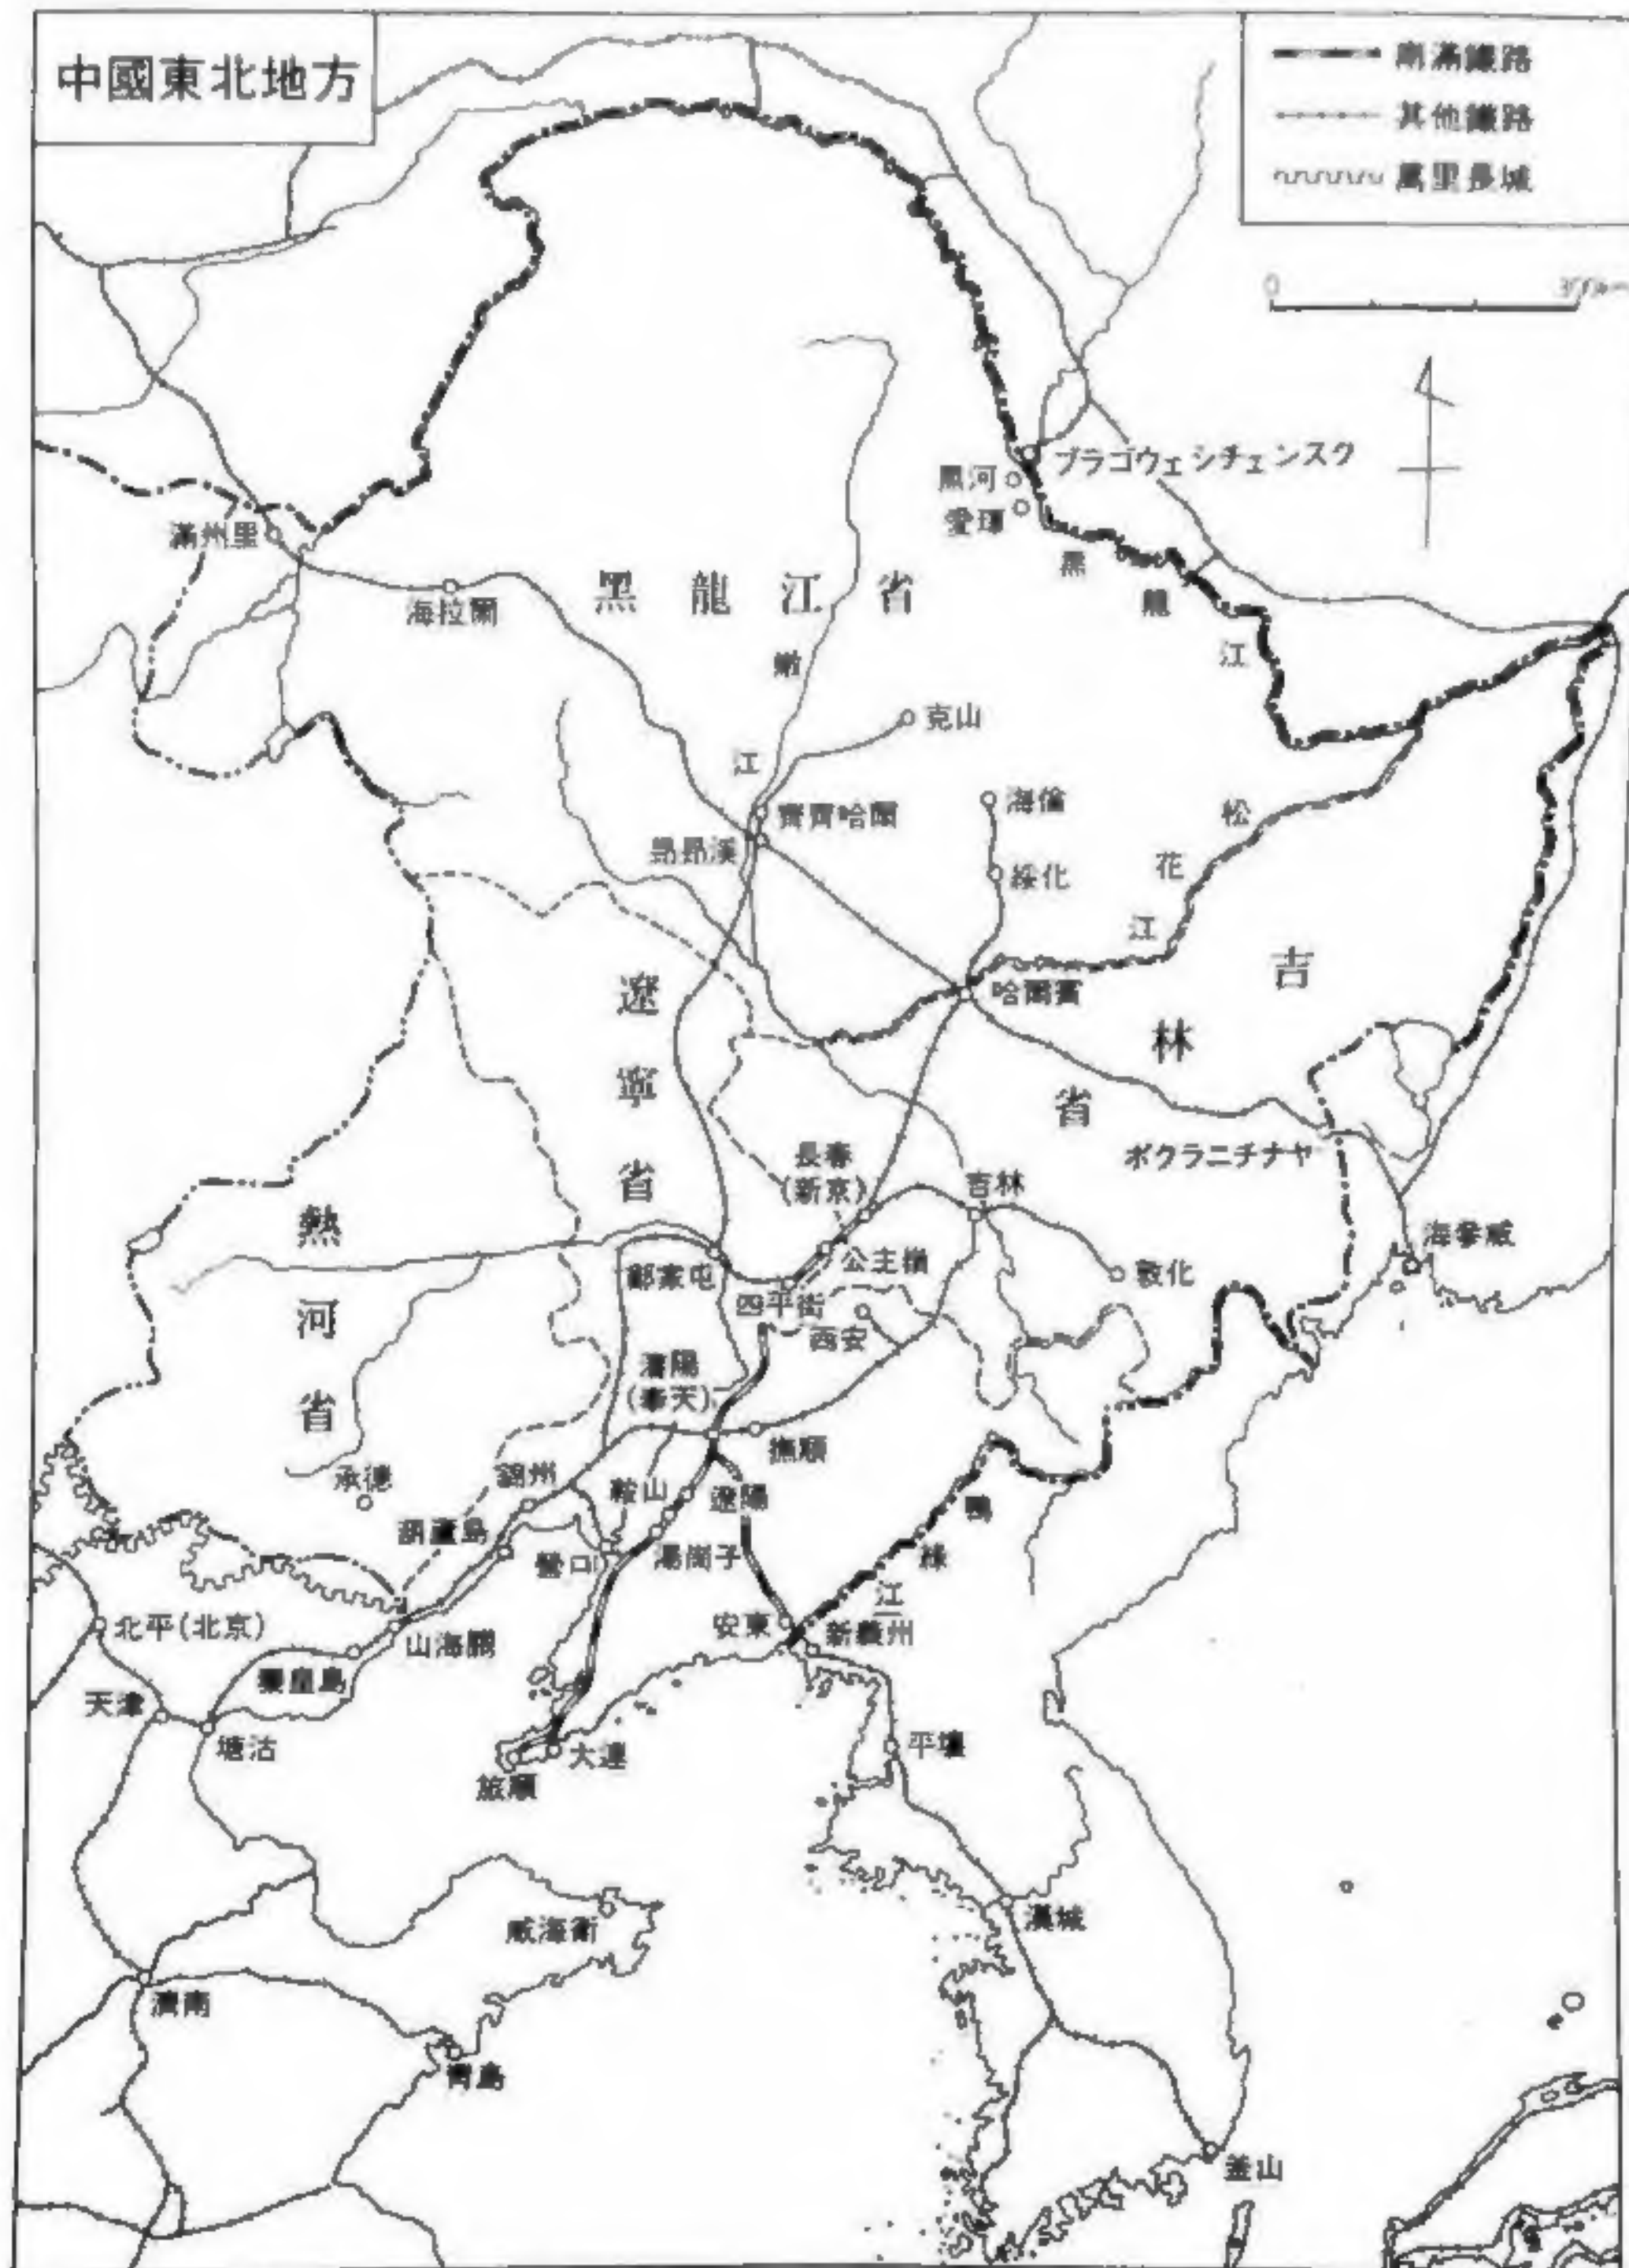 中國東北地方
南滿鐵路
其他鐵路
萬里長城
0
300km
ブラゴウェシチェンスク
黑河
愛琿
滿州里
海拉爾
黑龍江省
黑龍江
嫩江
克山
齊齊哈爾
昂昂溪
海倫
綏化
松花江
哈爾賓
遼寧省
吉林省
ポクラニチナヤ
長春
(新京)
吉林
熱河省
鄭家屯
公主嶺
四平街
西安
敦化
海參威
瀋陽
(奉天)
撫順
承德
錦州
鞍山
遼陽
葫蘆島
營口
湯崗子
鴨綠江
北平(北京)
山海關
安東
新義州
秦皇島
天津
塘沽
大連
旅順
平壤
威海衛
漢城
濟南
青島
釜山